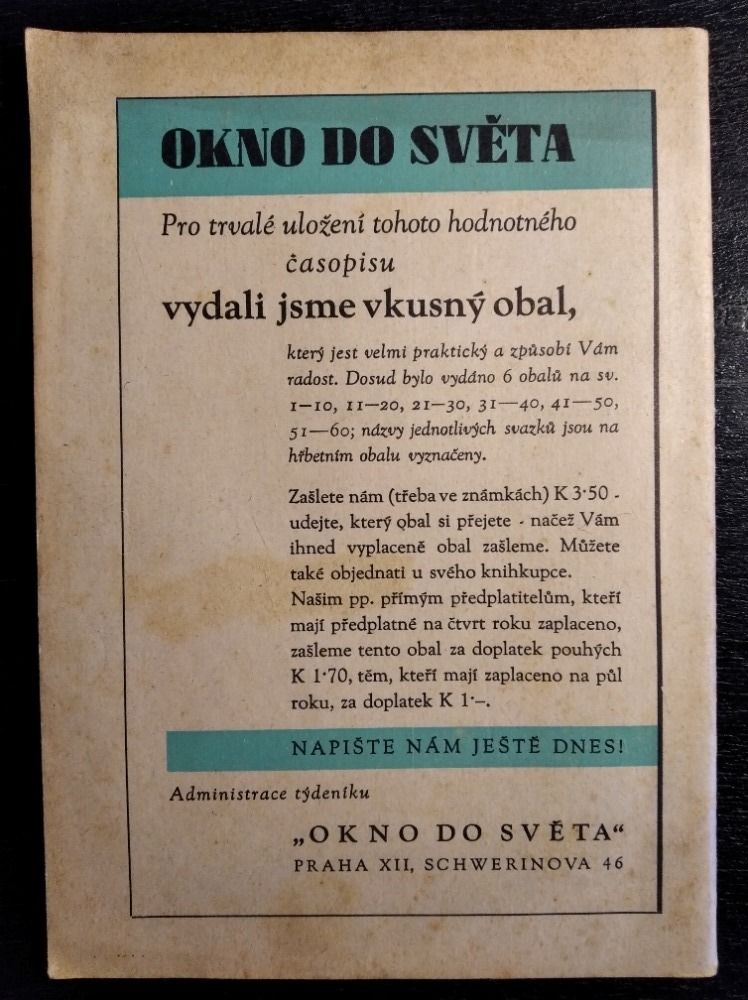 OKNO DO SVĚTA
Pro trvalé uložení tohoto hodnotného
časopisu
vydali jsme vkusný obal,
který jest velmi praktický a způsobí Vám
radost. Dosud bylo vydáno 6 obalů na sv.
1—10, 11—20, 21—30, 31—40, 41—50,
51—60; názvy jednotlivých svazků jsou na
hřbetním obalu vyznačeny.
Zašlete nám (třeba ve známkách) K 3·50 -
udejte, který obal si přejete - načež Vám
ihned vyplaceně obal zašleme. Můžete
také objednati u svého knihkupce.
Našim pp. přímým předplatitelům, kteří
mají předplatné na čtvrt roku zaplaceno,
zašleme tento obal za doplatek pouhých
K 1·70, těm, kteří mají zaplaceno na půl
roku, za doplatek K 1·–.
NAPIŠTE NÁM JEŠTĚ DNES!
Administrace týdeníku
„OKNO DO SVĚTA“
PRAHA XII, SCHWERINOVA 46